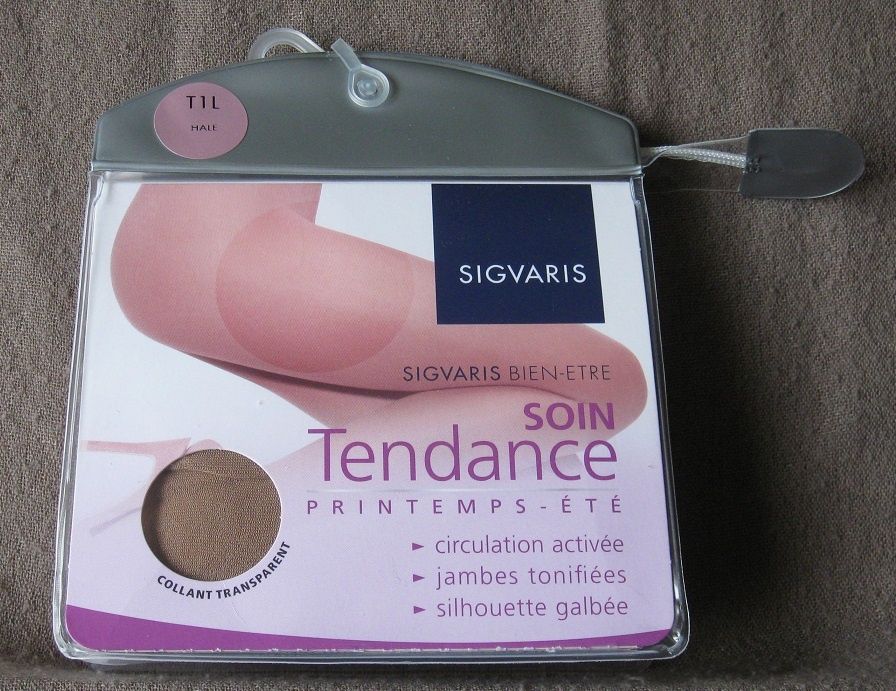 T1L
HALE
SIGVARIS
SIGVARIS BIEN-ETRE
SOIN
Tendance
PRINTEMPS-ÉTÉ
► circulation activée
► jambes tonifiées
► silhouette galbée
COLLANT TRANSPARENT